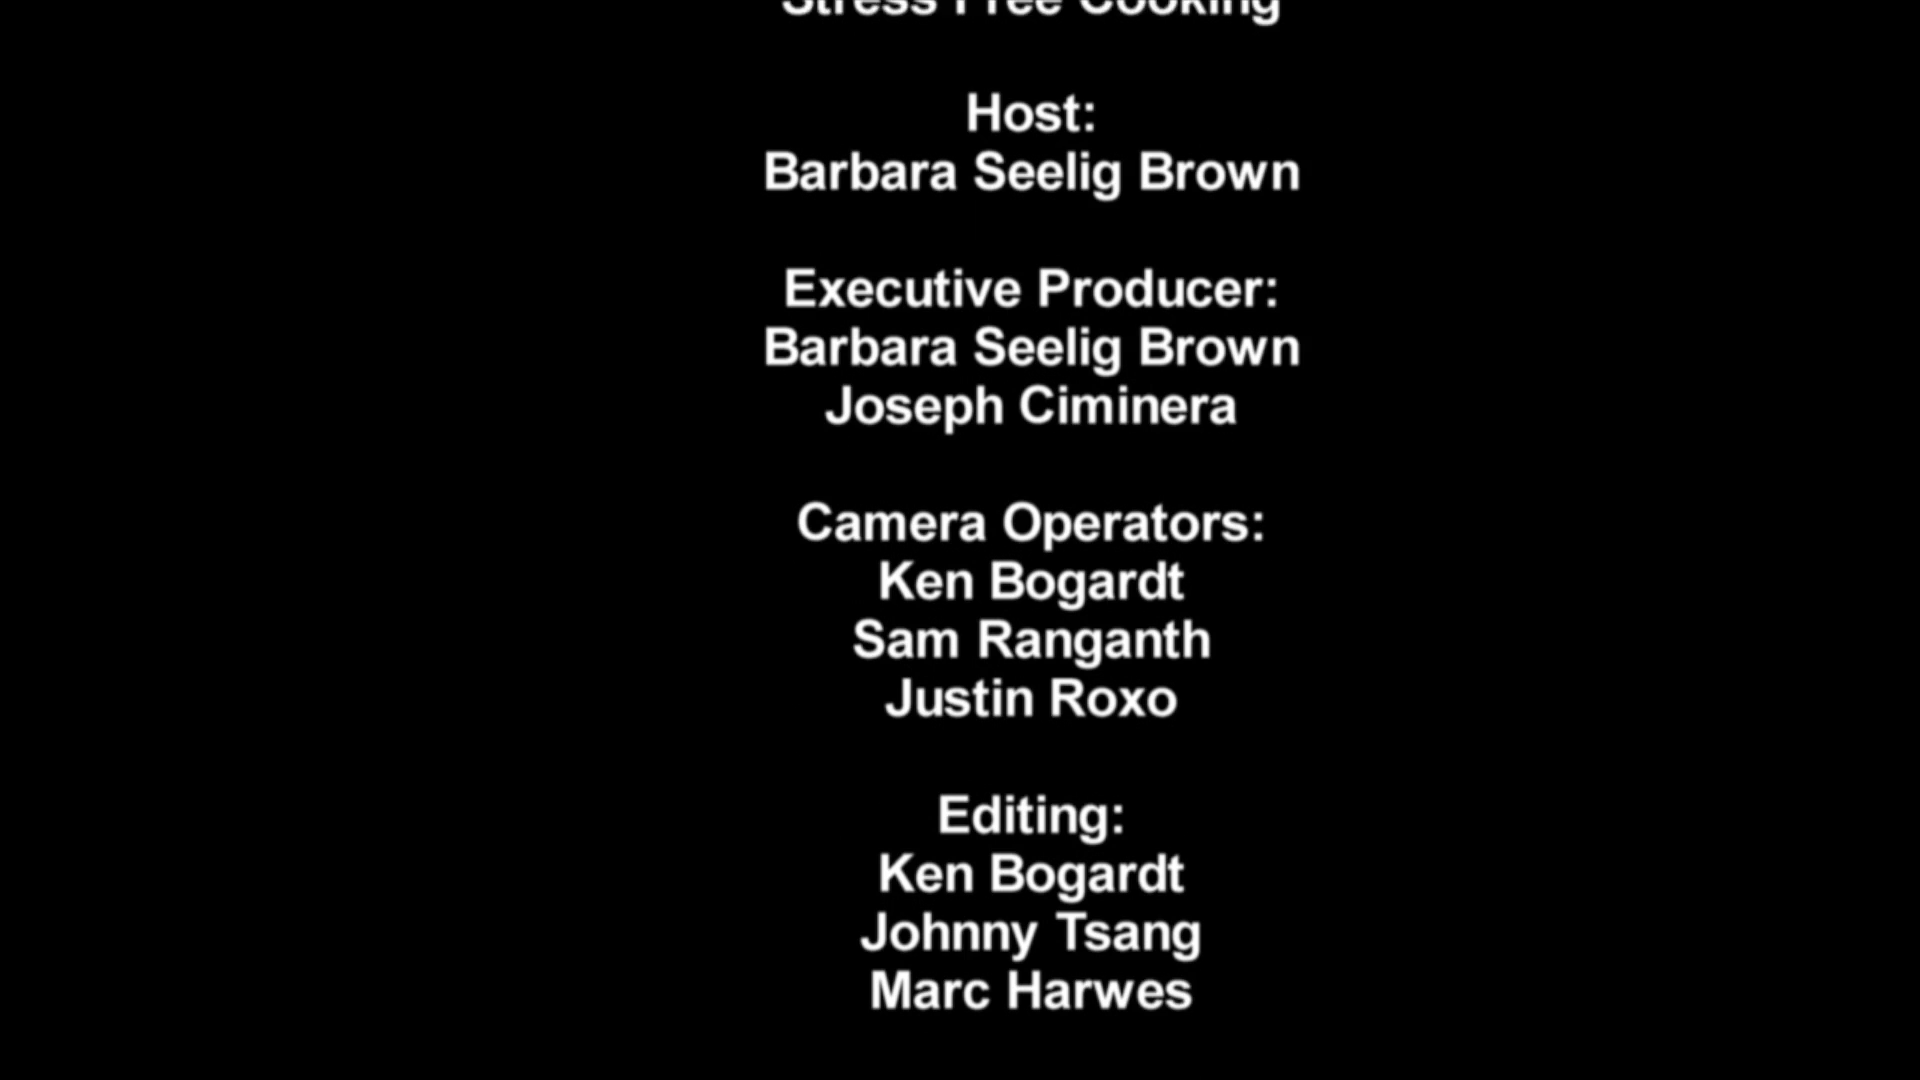 Stress Free Cooking
Host:
Barbara Seelig Brown
Executive Producer:
Barbara Seelig Brown
Joseph Ciminera
Camera Operators:
Ken Bogardt
Sam Ranganth
Justin Roxo
Editing:
Ken Bogardt
Johnny Tsang
Marc Harwes